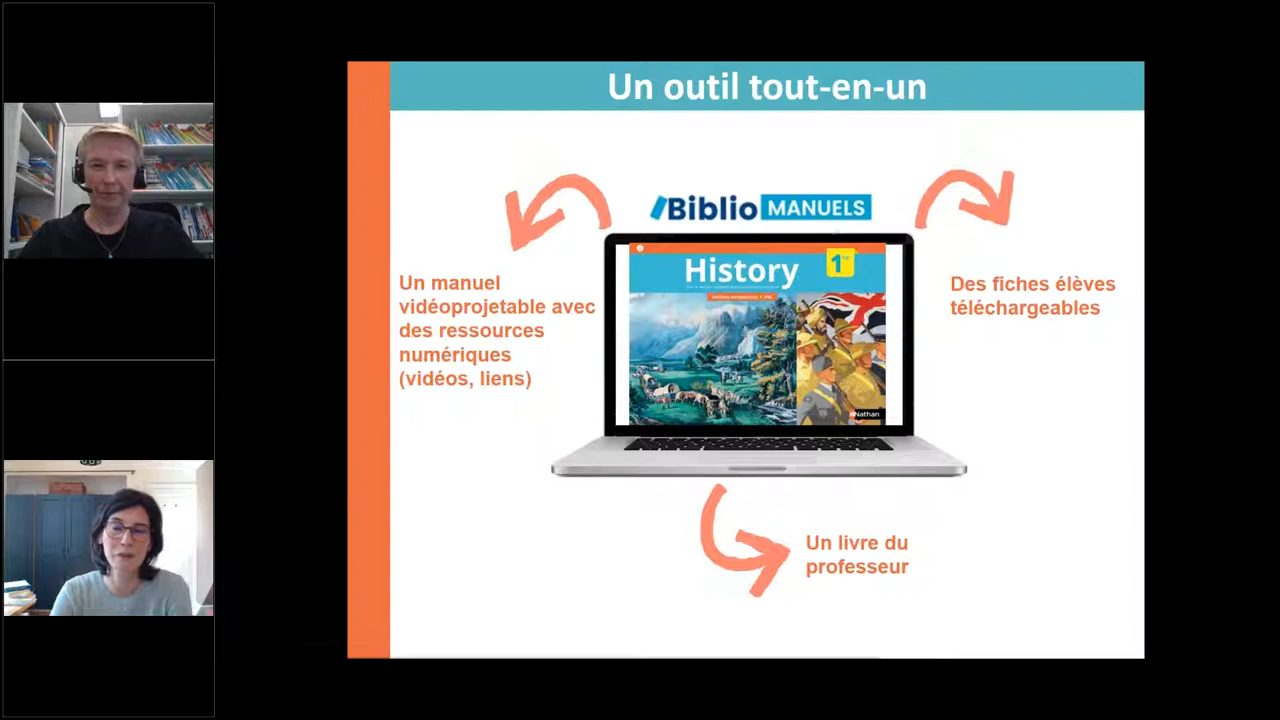 Un outil tout-en-un
Biblio MANUELS
History
1re
Nathan
Un manuel
vidéoprojetable avec
des ressources
numériques
(vidéos, liens)
Des fiches élèves
téléchargeables
Un livre du
professeur